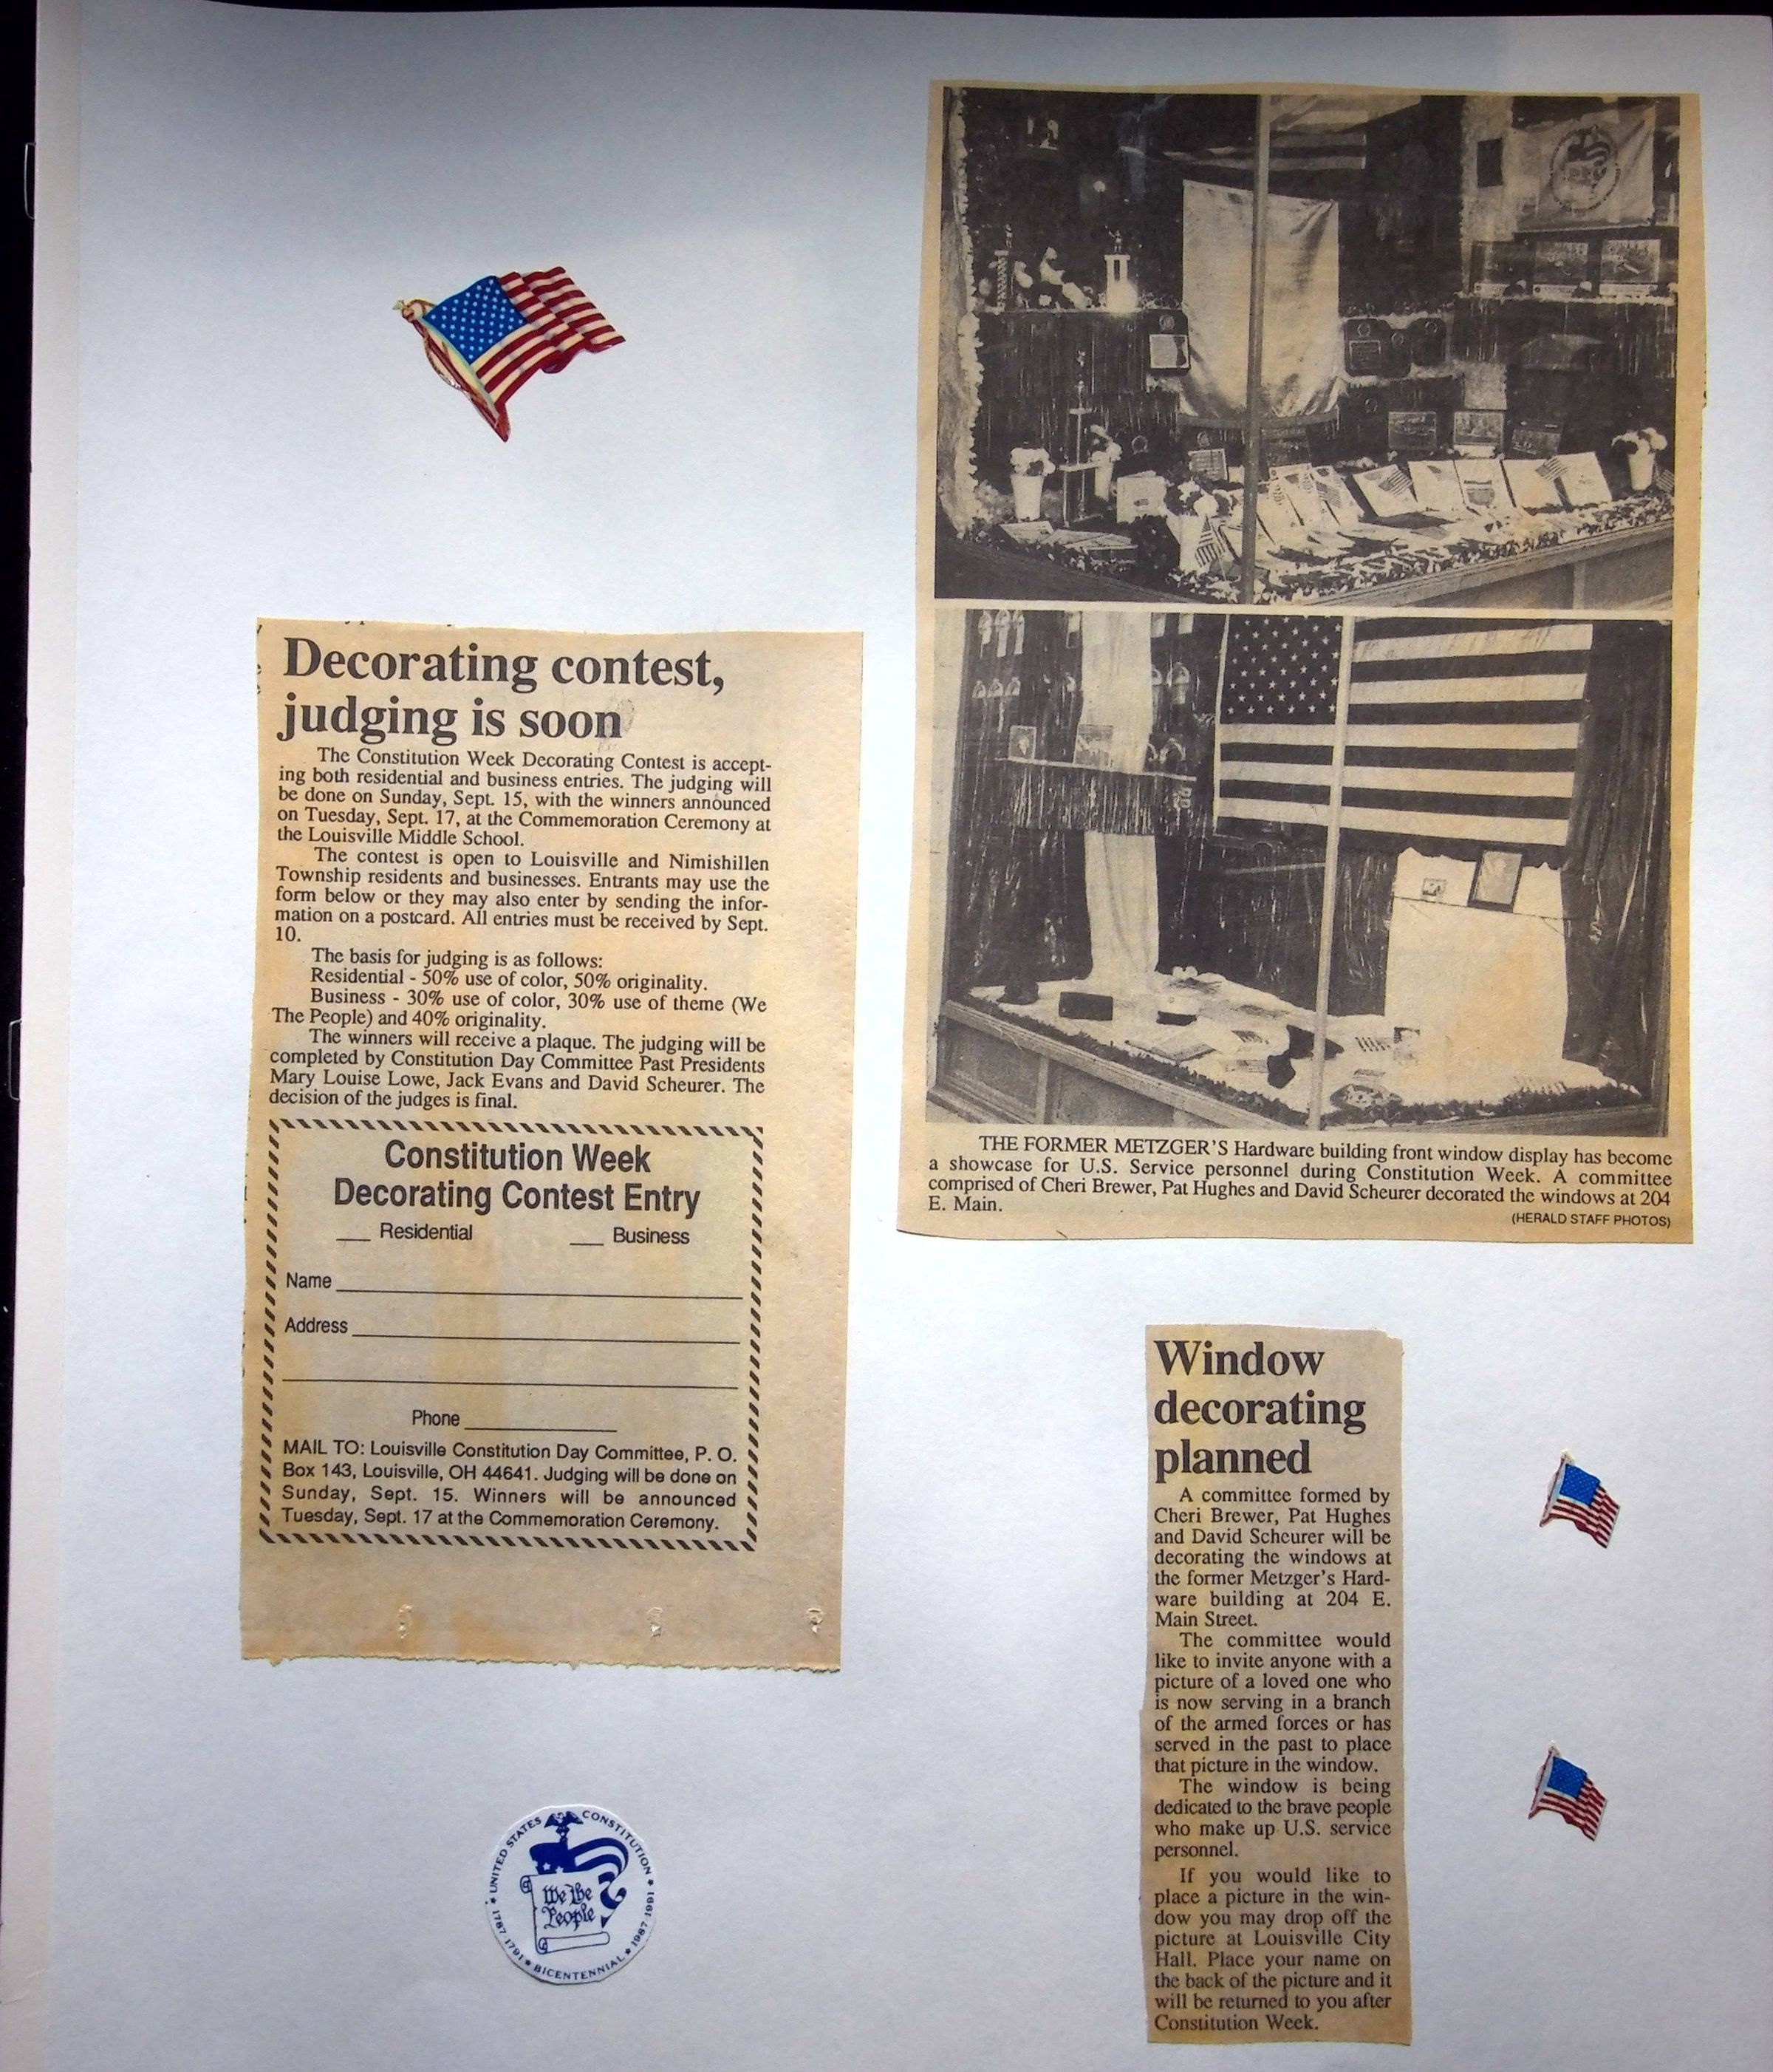 Decorating contest,
judging is soon
The Constitution Week Decorating Contest is accept-
ing both residential and business entries. The judging will
be done on Sunday, Sept. 15, with the winners announced
on Tuesday, Sept. 17, at the Commemoration Ceremony at
the Louisville Middle School.
The contest is open to Louisville and Nimishillen
Township residents and businesses. Entrants may use the
form below or they may also enter by sending the infor-
mation on a postcard. All entries must be received by Sept.
10.
The basis for judging is as follows:
Residential - 50% use of color, 50% originality.
Business - 30% use of color, 30% use of theme (We
The People) and 40% originality.
The winners will receive a plaque. The judging will be
completed by Constitution Day Committee Past Presidents
Mary Louise Lowe, Jack Evans and David Scheurer. The
decision of the judges is final.
Constitution Week
Decorating Contest Entry
__ Residential __ Business
Name
Address
Phone
MAIL TO: Louisville Constitution Day Committee, P. O.
Box 143, Louisville, OH 44641. Judging will be done on
Sunday, Sept. 15. Winners will be announced
Tuesday, Sept. 17 at the Commemoration Ceremony.
★ UNITED STATES CONSTITUTION ★
We the
People
1787-1791 ★ BICENTENNIAL ★ 1987-1991
THE FORMER METZGER'S Hardware building front window display has become
a showcase for U.S. Service personnel during Constitution Week. A committee
comprised of Cheri Brewer, Pat Hughes and David Scheurer decorated the windows at 204
E. Main.
(HERALD STAFF PHOTOS)
Window
decorating
planned
A committee formed by
Cheri Brewer, Pat Hughes
and David Scheurer will be
decorating the windows at
the former Metzger's Hard-
ware building at 204 E.
Main Street.
The committee would
like to invite anyone with a
picture of a loved one who
is now serving in a branch
of the armed forces or has
served in the past to place
that picture in the window.
The window is being
dedicated to the brave people
who make up U.S. service
personnel.
If you would like to
place a picture in the win-
dow you may drop off the
picture at Louisville City
Hall. Place your name on
the back of the picture and it
will be returned to you after
Constitution Week.